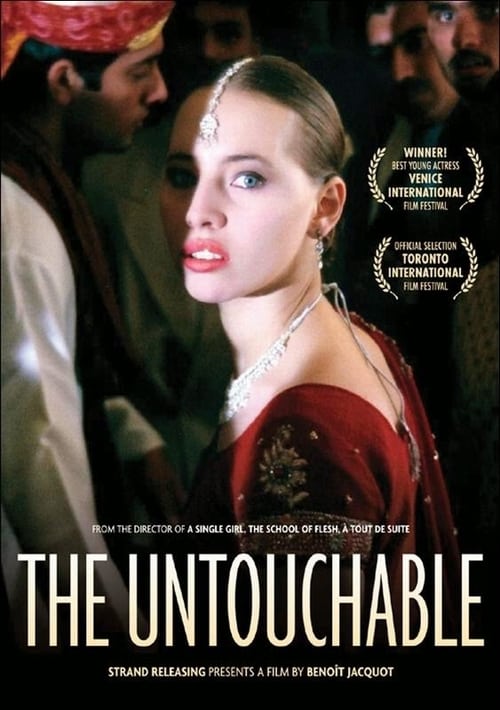 WINNER!
BEST YOUNG ACTRESS
VENICE
INTERNATIONAL
FILM FESTIVAL
OFFICIAL SELECTION
TORONTO
INTERNATIONAL
FILM FESTIVAL
FROM THE DIRECTOR OF A SINGLE GIRL, THE SCHOOL OF FLESH, À TOUT DE SUITE
THE UNTOUCHABLE
STRAND RELEASING PRESENTS A FILM BY BENOÎT JACQUOT